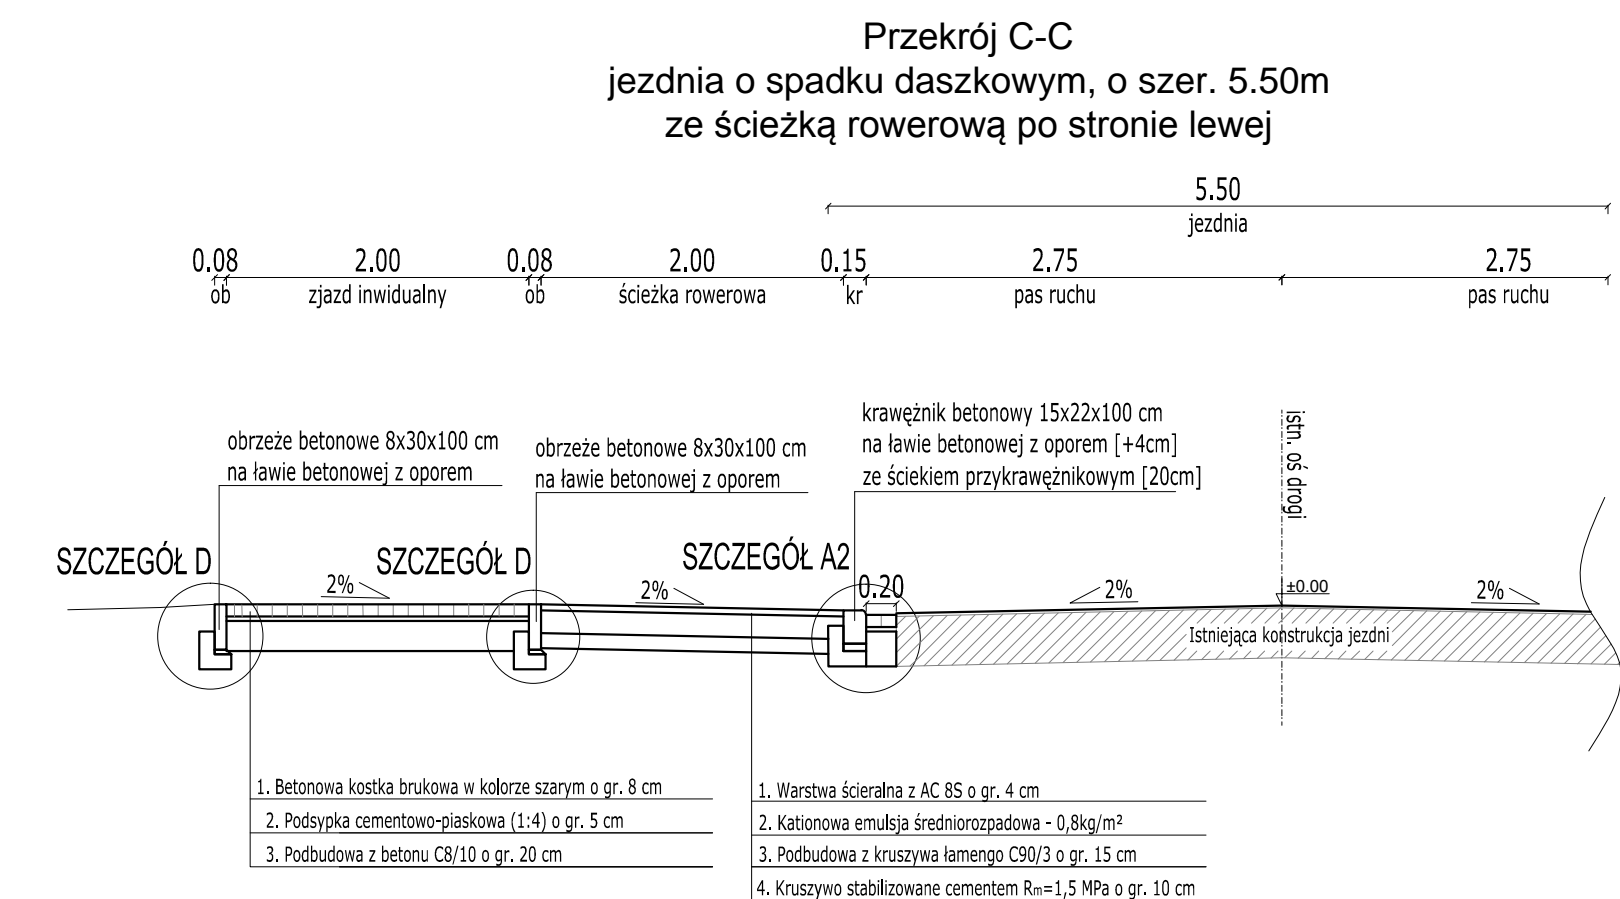 Przekrój C-C
jezdnia o spadku daszkowym, o szer. 5.50m
ze ścieżką rowerową po stronie lewej
5.50
jezdnia
0.08
2.00
0.08
2.00
0.15
2.75
2.75
ob
zjazd inwidualny
ob
ścieżka rowerowa
kr
pas ruchu
pas ruchu
obrzeże betonowe 8x30x100 cm
na ławie betonowej z oporem
obrzeże betonowe 8x30x100 cm
na ławie betonowej z oporem
krawężnik betonowy 15x22x100 cm
na ławie betonowej z oporem [+4cm]
ze ściekiem przykrawężnikowym [20cm]
istn. oś drogi
SZCZEGÓŁ D
SZCZEGÓŁ D
SZCZEGÓŁ A2
2%
2%
0.20
2%
±0.00
2%
Istniejąca konstrukcja jezdni
1. Betonowa kostka brukowa w kolorze szarym o gr. 8 cm
2. Podsypka cementowo-piaskowa (1:4) o gr. 5 cm
3. Podbudowa z betonu C8/10 o gr. 20 cm
1. Warstwa ścieralna z AC 8S o gr. 4 cm
2. Kationowa emulsja średniorozpadowa - 0,8kg/m²
3. Podbudowa z kruszywa łamengo C90/3 o gr. 15 cm
4. Kruszywo stabilizowane cementem Rm=1,5 MPa o gr. 10 cm